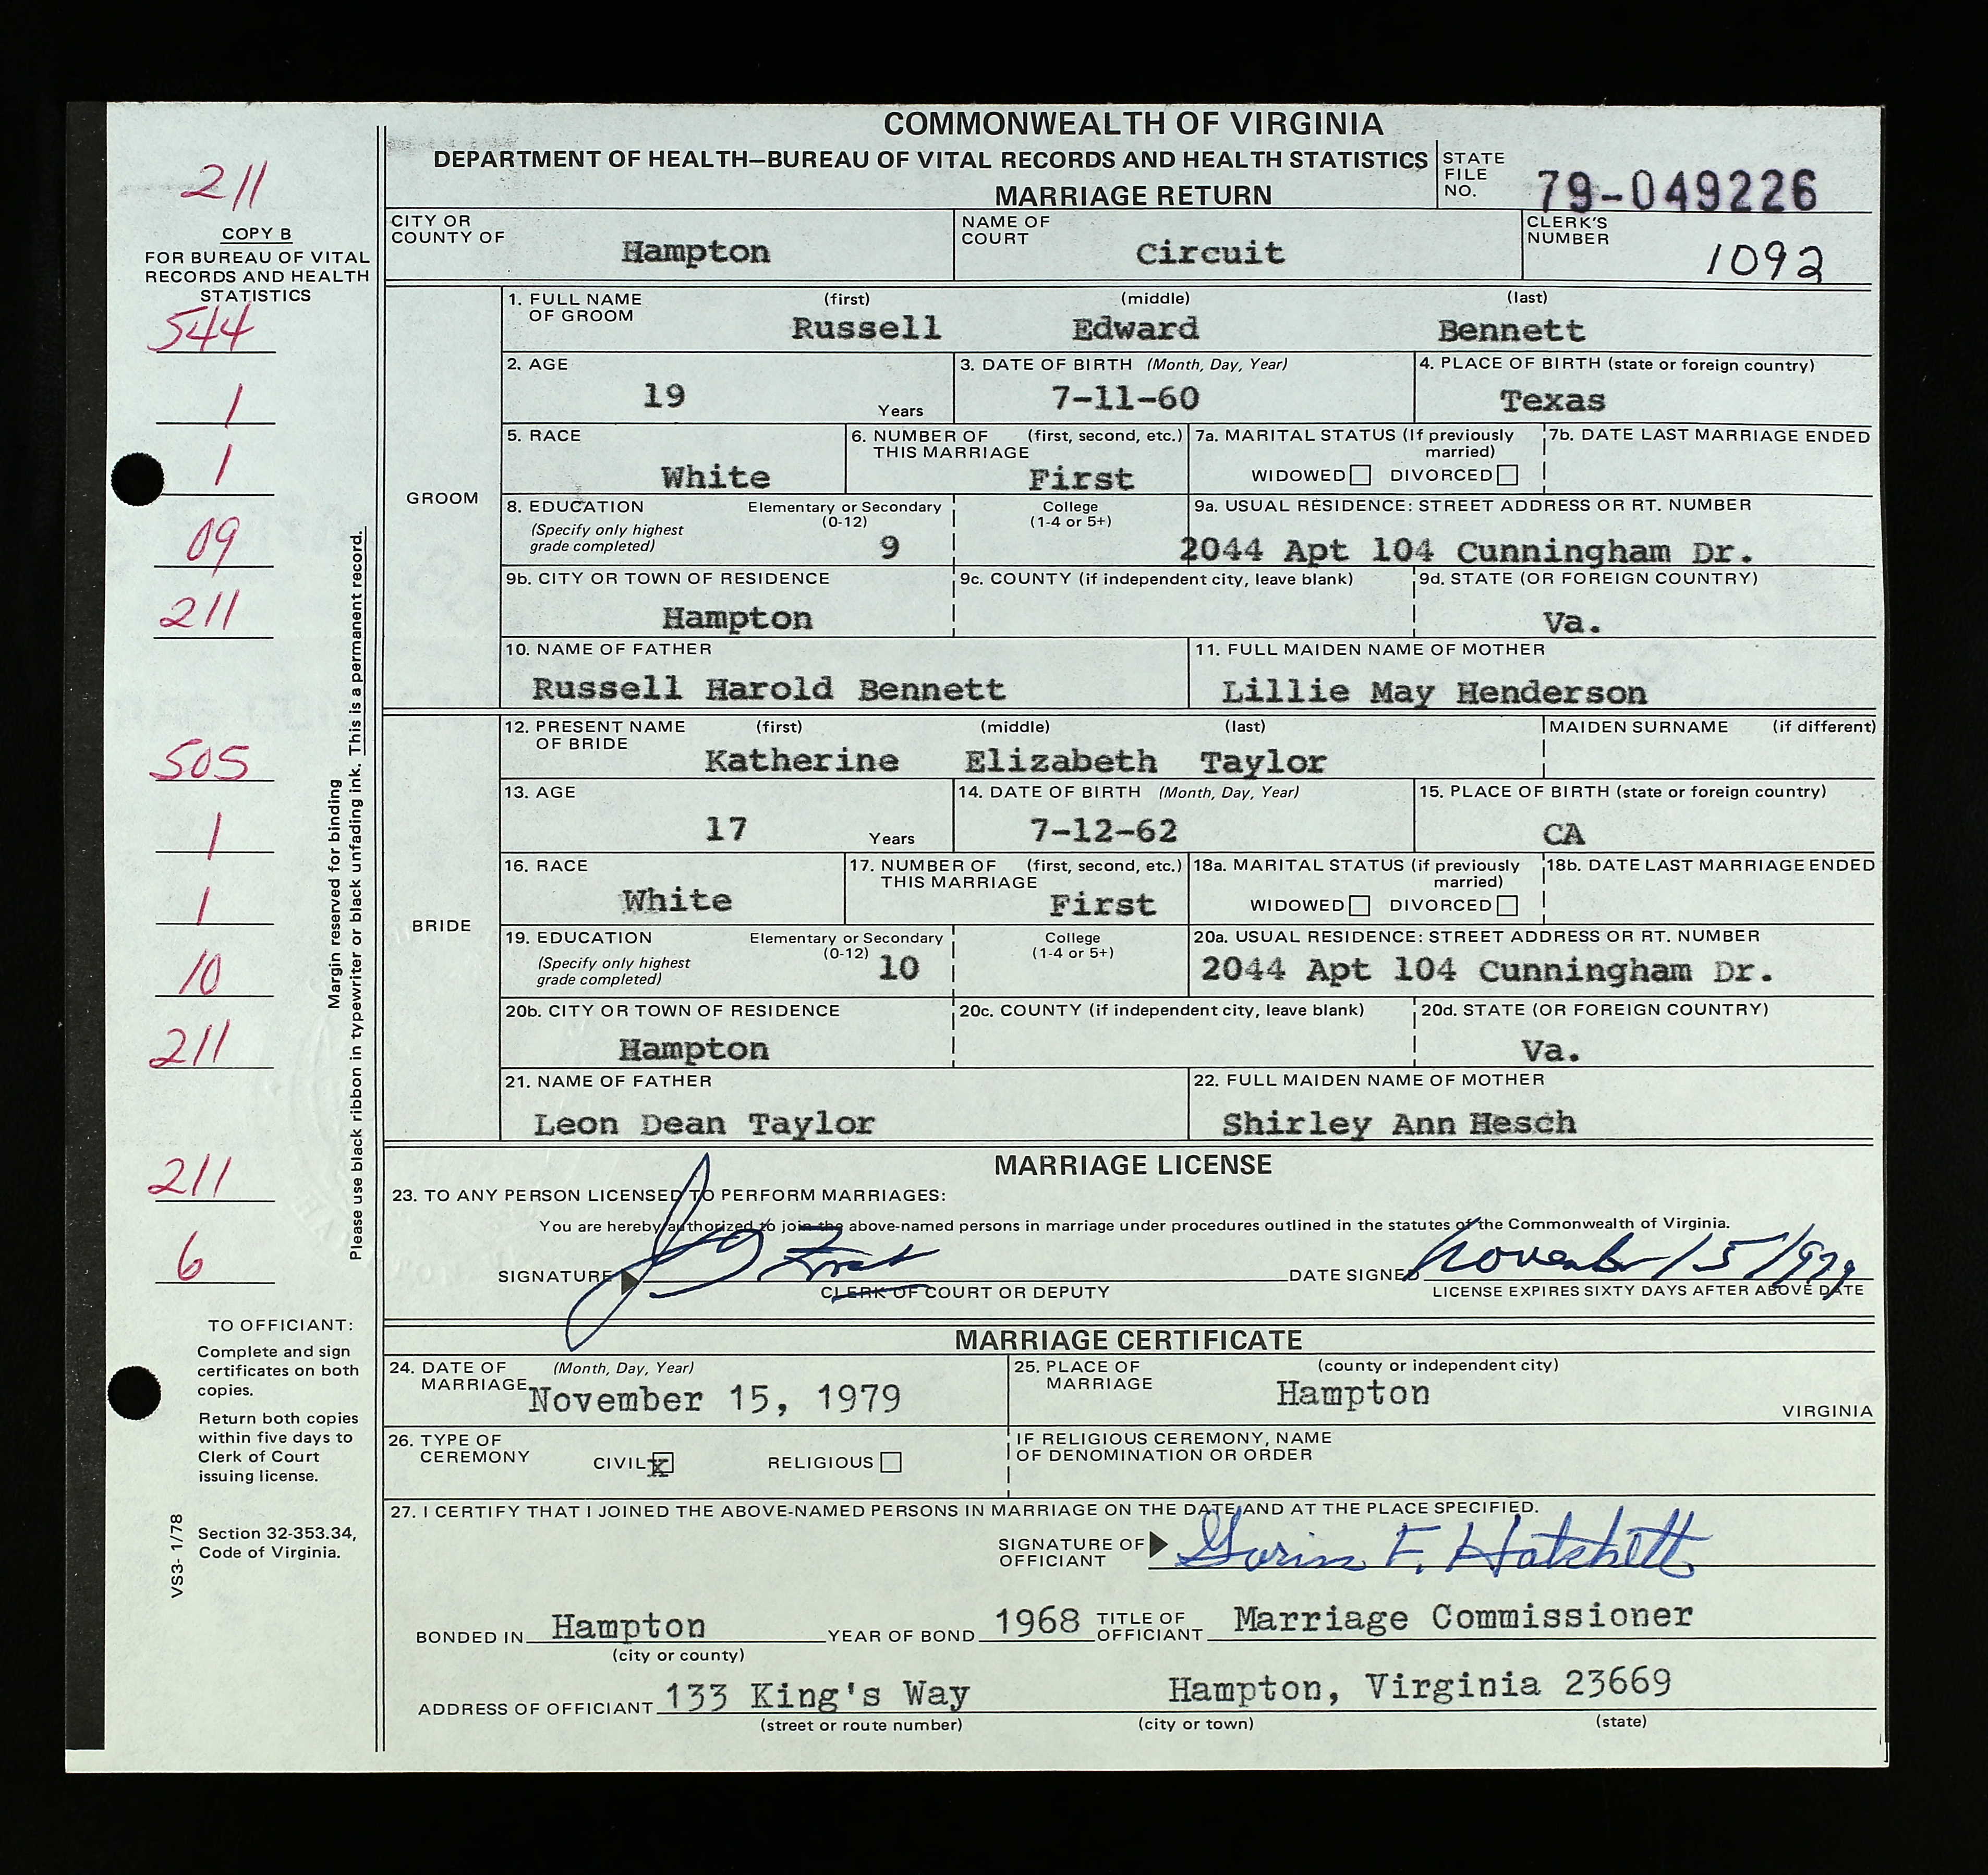 COMMONWEALTH OF VIRGINIA
DEPARTMENT OF HEALTH—BUREAU OF VITAL RECORDS AND HEALTH STATISTICS
MARRIAGE RETURN
STATE FILE NO. 79-049226
CITY OR COUNTY OF Hampton
NAME OF COURT Circuit
CLERK'S NUMBER 1092
211
COPY B
FOR BUREAU OF VITAL
RECORDS AND HEALTH
STATISTICS
544
1
1
09
211
505
1
1
10
211
211
6
Margin reserved for binding
Please use black ribbon in typewriter or black unfading ink. This is a permanent record.
TO OFFICIANT:
Complete and sign
certificates on both
copies.
Return both copies
within five days to
Clerk of Court
issuing license.
Section 32-353.34,
Code of Virginia.
VS3- 1/78
GROOM
1. FULL NAME OF GROOM (first) (middle) (last)
Russell Edward Bennett
2. AGE 19 Years
3. DATE OF BIRTH (Month, Day, Year) 7-11-60
4. PLACE OF BIRTH (state or foreign country) Texas
5. RACE White
6. NUMBER OF THIS MARRIAGE (first, second, etc.) First
7a. MARITAL STATUS (If previously married) WIDOWED DIVORCED
7b. DATE LAST MARRIAGE ENDED
8. EDUCATION (Specify only highest grade completed) Elementary or Secondary (0-12) 9 College (1-4 or 5+)
9a. USUAL RESIDENCE: STREET ADDRESS OR RT. NUMBER
2044 Apt 104 Cunningham Dr.
9b. CITY OR TOWN OF RESIDENCE Hampton
9c. COUNTY (if independent city, leave blank)
9d. STATE (OR FOREIGN COUNTRY) Va.
10. NAME OF FATHER Russell Harold Bennett
11. FULL MAIDEN NAME OF MOTHER Lillie May Henderson
BRIDE
12. PRESENT NAME OF BRIDE (first) (middle) (last) MAIDEN SURNAME (if different)
Katherine Elizabeth Taylor
13. AGE 17 Years
14. DATE OF BIRTH (Month, Day, Year) 7-12-62
15. PLACE OF BIRTH (state or foreign country) CA
16. RACE White
17. NUMBER OF THIS MARRIAGE (first, second, etc.) First
18a. MARITAL STATUS (if previously married) WIDOWED DIVORCED
18b. DATE LAST MARRIAGE ENDED
19. EDUCATION (Specify only highest grade completed) Elementary or Secondary (0-12) 10 College (1-4 or 5+)
20a. USUAL RESIDENCE: STREET ADDRESS OR RT. NUMBER
2044 Apt 104 Cunningham Dr.
20b. CITY OR TOWN OF RESIDENCE Hampton
20c. COUNTY (if independent city, leave blank)
20d. STATE (OR FOREIGN COUNTRY) Va.
21. NAME OF FATHER Leon Dean Taylor
22. FULL MAIDEN NAME OF MOTHER Shirley Ann Hesch
MARRIAGE LICENSE
23. TO ANY PERSON LICENSED TO PERFORM MARRIAGES:
You are hereby authorized to join the above-named persons in marriage under procedures outlined in the statutes of the Commonwealth of Virginia.
SIGNATURE DATE SIGNED November 15 1979
CLERK OF COURT OR DEPUTY LICENSE EXPIRES SIXTY DAYS AFTER ABOVE DATE
MARRIAGE CERTIFICATE
24. DATE OF MARRIAGE (Month, Day, Year) November 15, 1979
25. PLACE OF MARRIAGE (county or independent city) Hampton VIRGINIA
26. TYPE OF CEREMONY CIVIL X RELIGIOUS
IF RELIGIOUS CEREMONY, NAME OF DENOMINATION OR ORDER
27. I CERTIFY THAT I JOINED THE ABOVE-NAMED PERSONS IN MARRIAGE ON THE DATE AND AT THE PLACE SPECIFIED.
SIGNATURE OF OFFICIANT F. Hatchett
BONDED IN Hampton (city or county) YEAR OF BOND 1968 TITLE OF OFFICIANT Marriage Commissioner
ADDRESS OF OFFICIANT 133 King's Way Hampton, Virginia 23669
(street or route number) (city or town) (state)